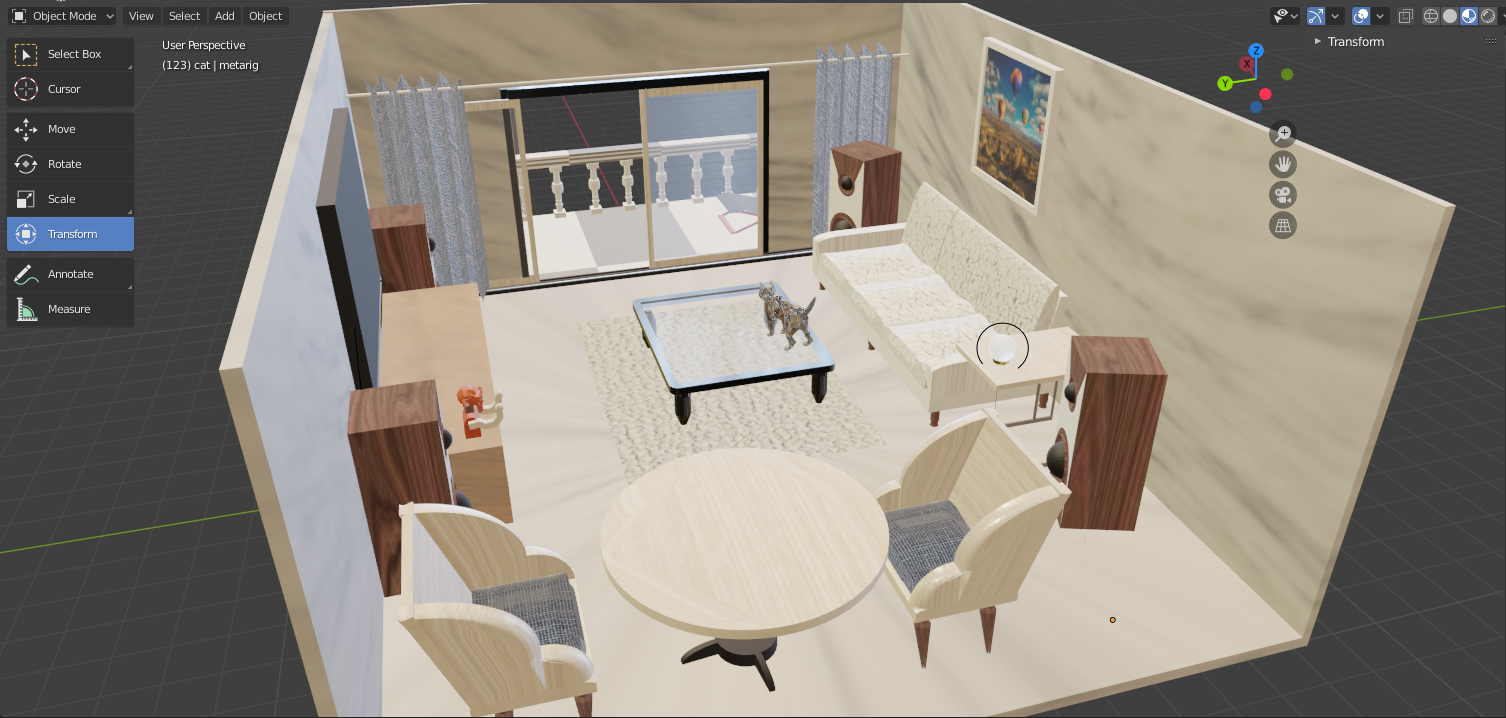 Object Mode View Select Add Object
User Perspective
(123) cat | metarig
Select Box
Cursor
Move
Rotate
Scale
Transform
Annotate
Measure
Transform
Z
X
Y